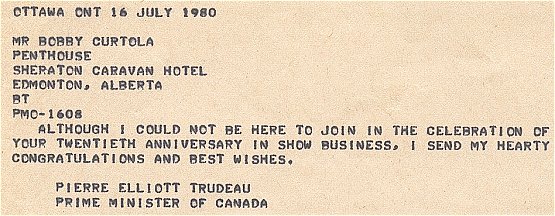 OTTAWA ONT 16 JULY 1980
MR BOBBY CURTOLA
PENTHOUSE
SHERATON CARAVAN HOTEL
EDMONTON, ALBERTA
BT
PMO-1608
ALTHOUGH I COULD NOT BE HERE TO JOIN IN THE CELEBRATION OF
YOUR TWENTIETH ANNIVERSARY IN SHOW BUSINESS, I SEND MY HEARTY
CONGRATULATIONS AND BEST WISHES.
PIERRE ELLIOTT TRUDEAU
PRIME MINISTER OF CANADA